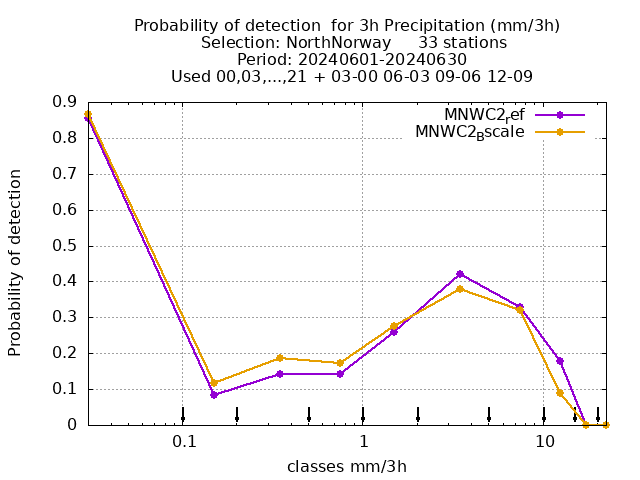 Probability of detection  for 3h Precipitation (mm/3h)
Selection: NorthNorway     33 stations
Period: 20240601-20240630
Used 00,03,...,21 + 03-00 06-03 09-06 12-09
MNWC2ref
MNWC2Bscale
Probability of detection
0.9
0.8
0.7
0.6
0.5
0.4
0.3
0.2
0.1
0
0.1 1 10
classes mm/3h